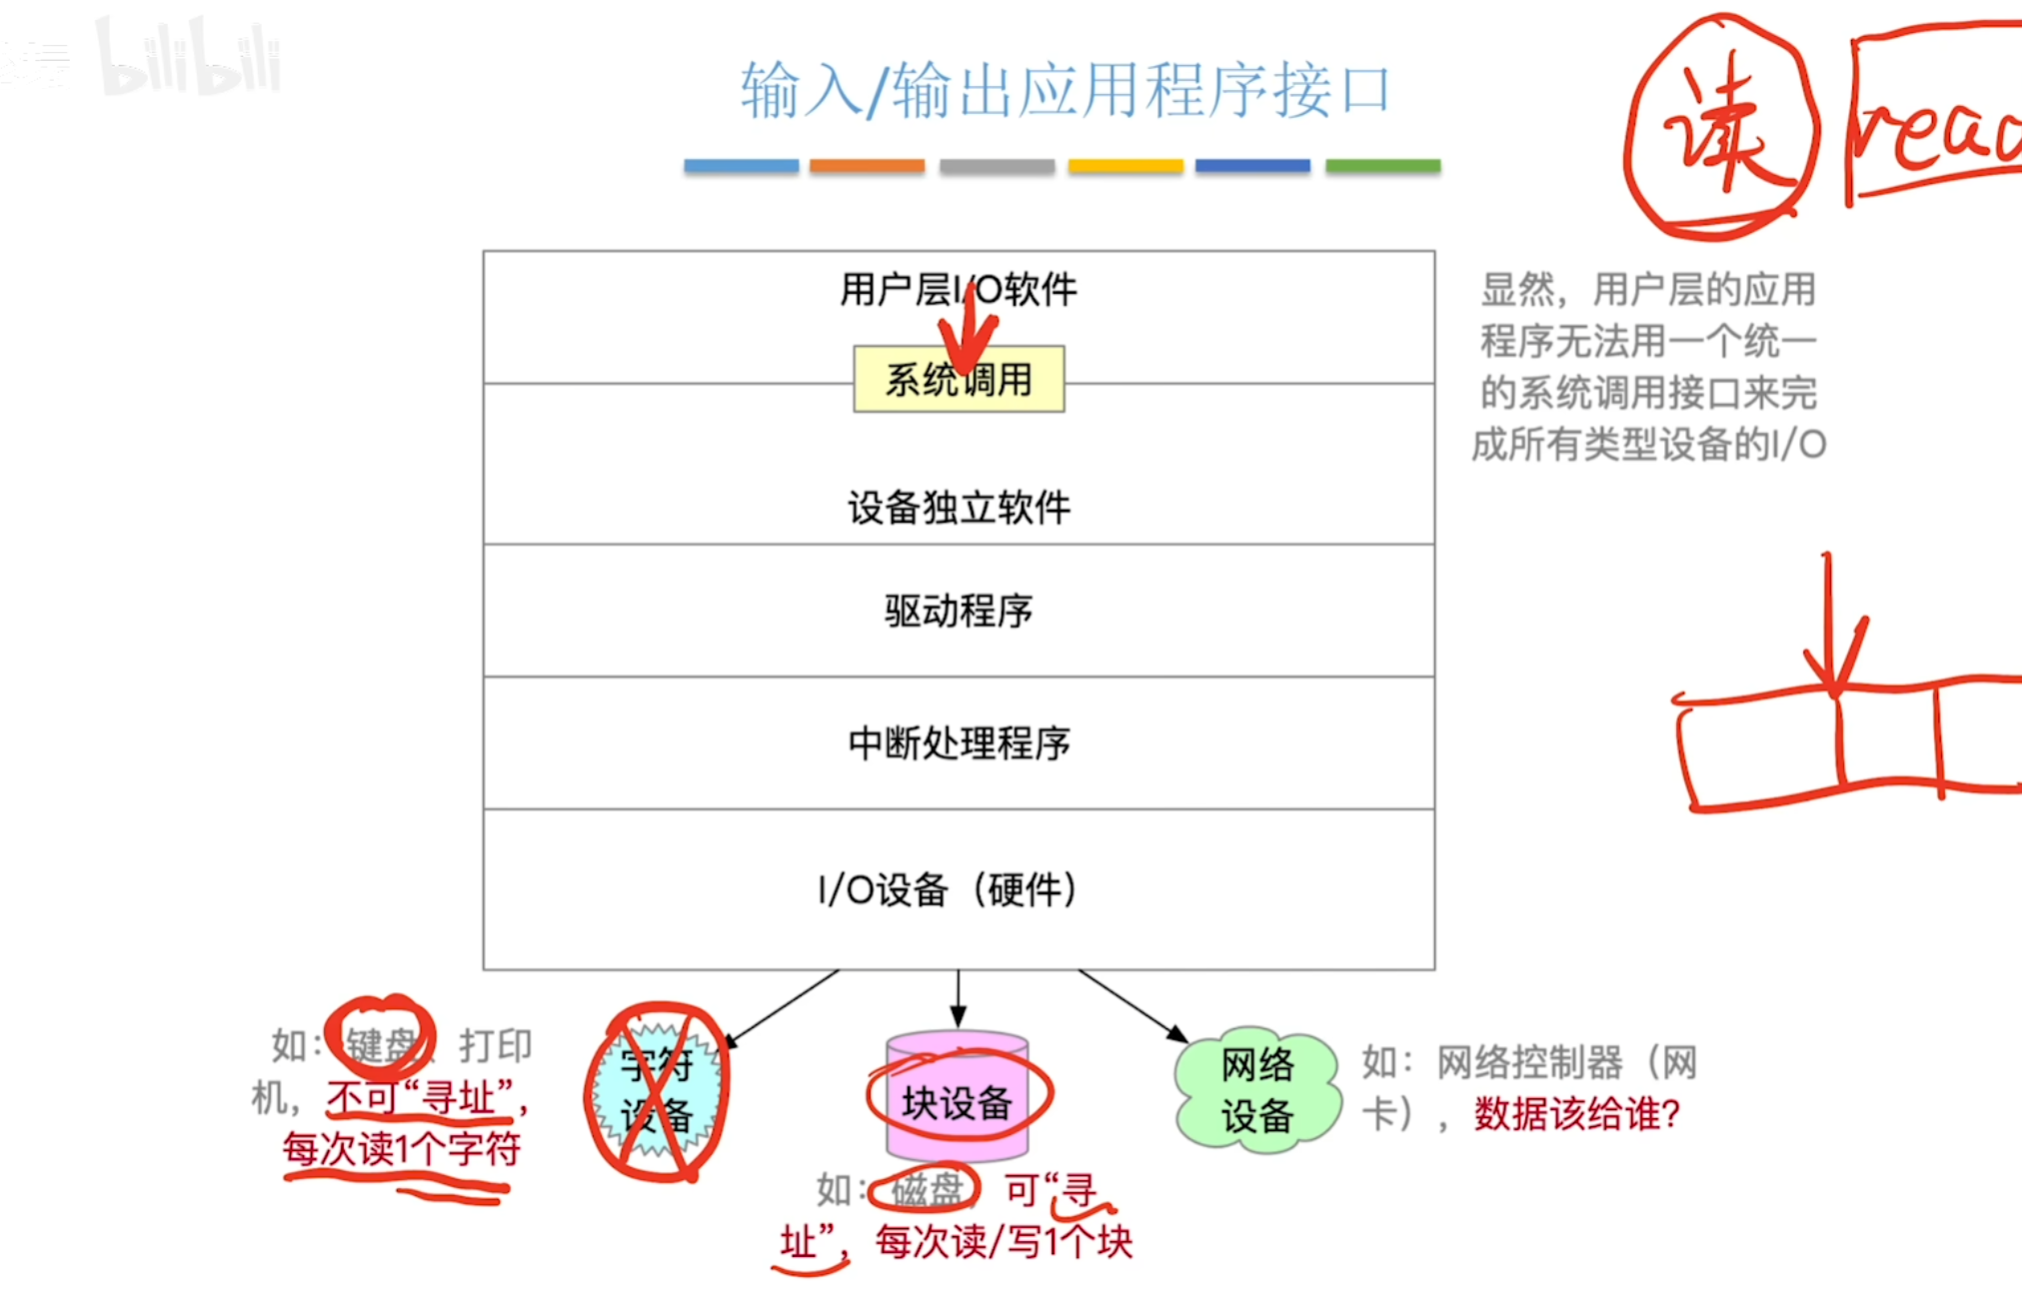 bilibili
输入/输出应用程序接口
读
read
用户层I/O软件
系统调用
显然，用户层的应用
程序无法用一个统一
的系统调用接口来完
成所有类型设备的I/O
设备独立软件
驱动程序
中断处理程序
I/O设备（硬件）
如：键盘、打印
机，不可“寻址”，
每次读1个字符
字符
设备
块设备
如：磁盘，可“寻
址”，每次读/写1个块
网络
设备
如：网络控制器（网
卡），数据该给谁？